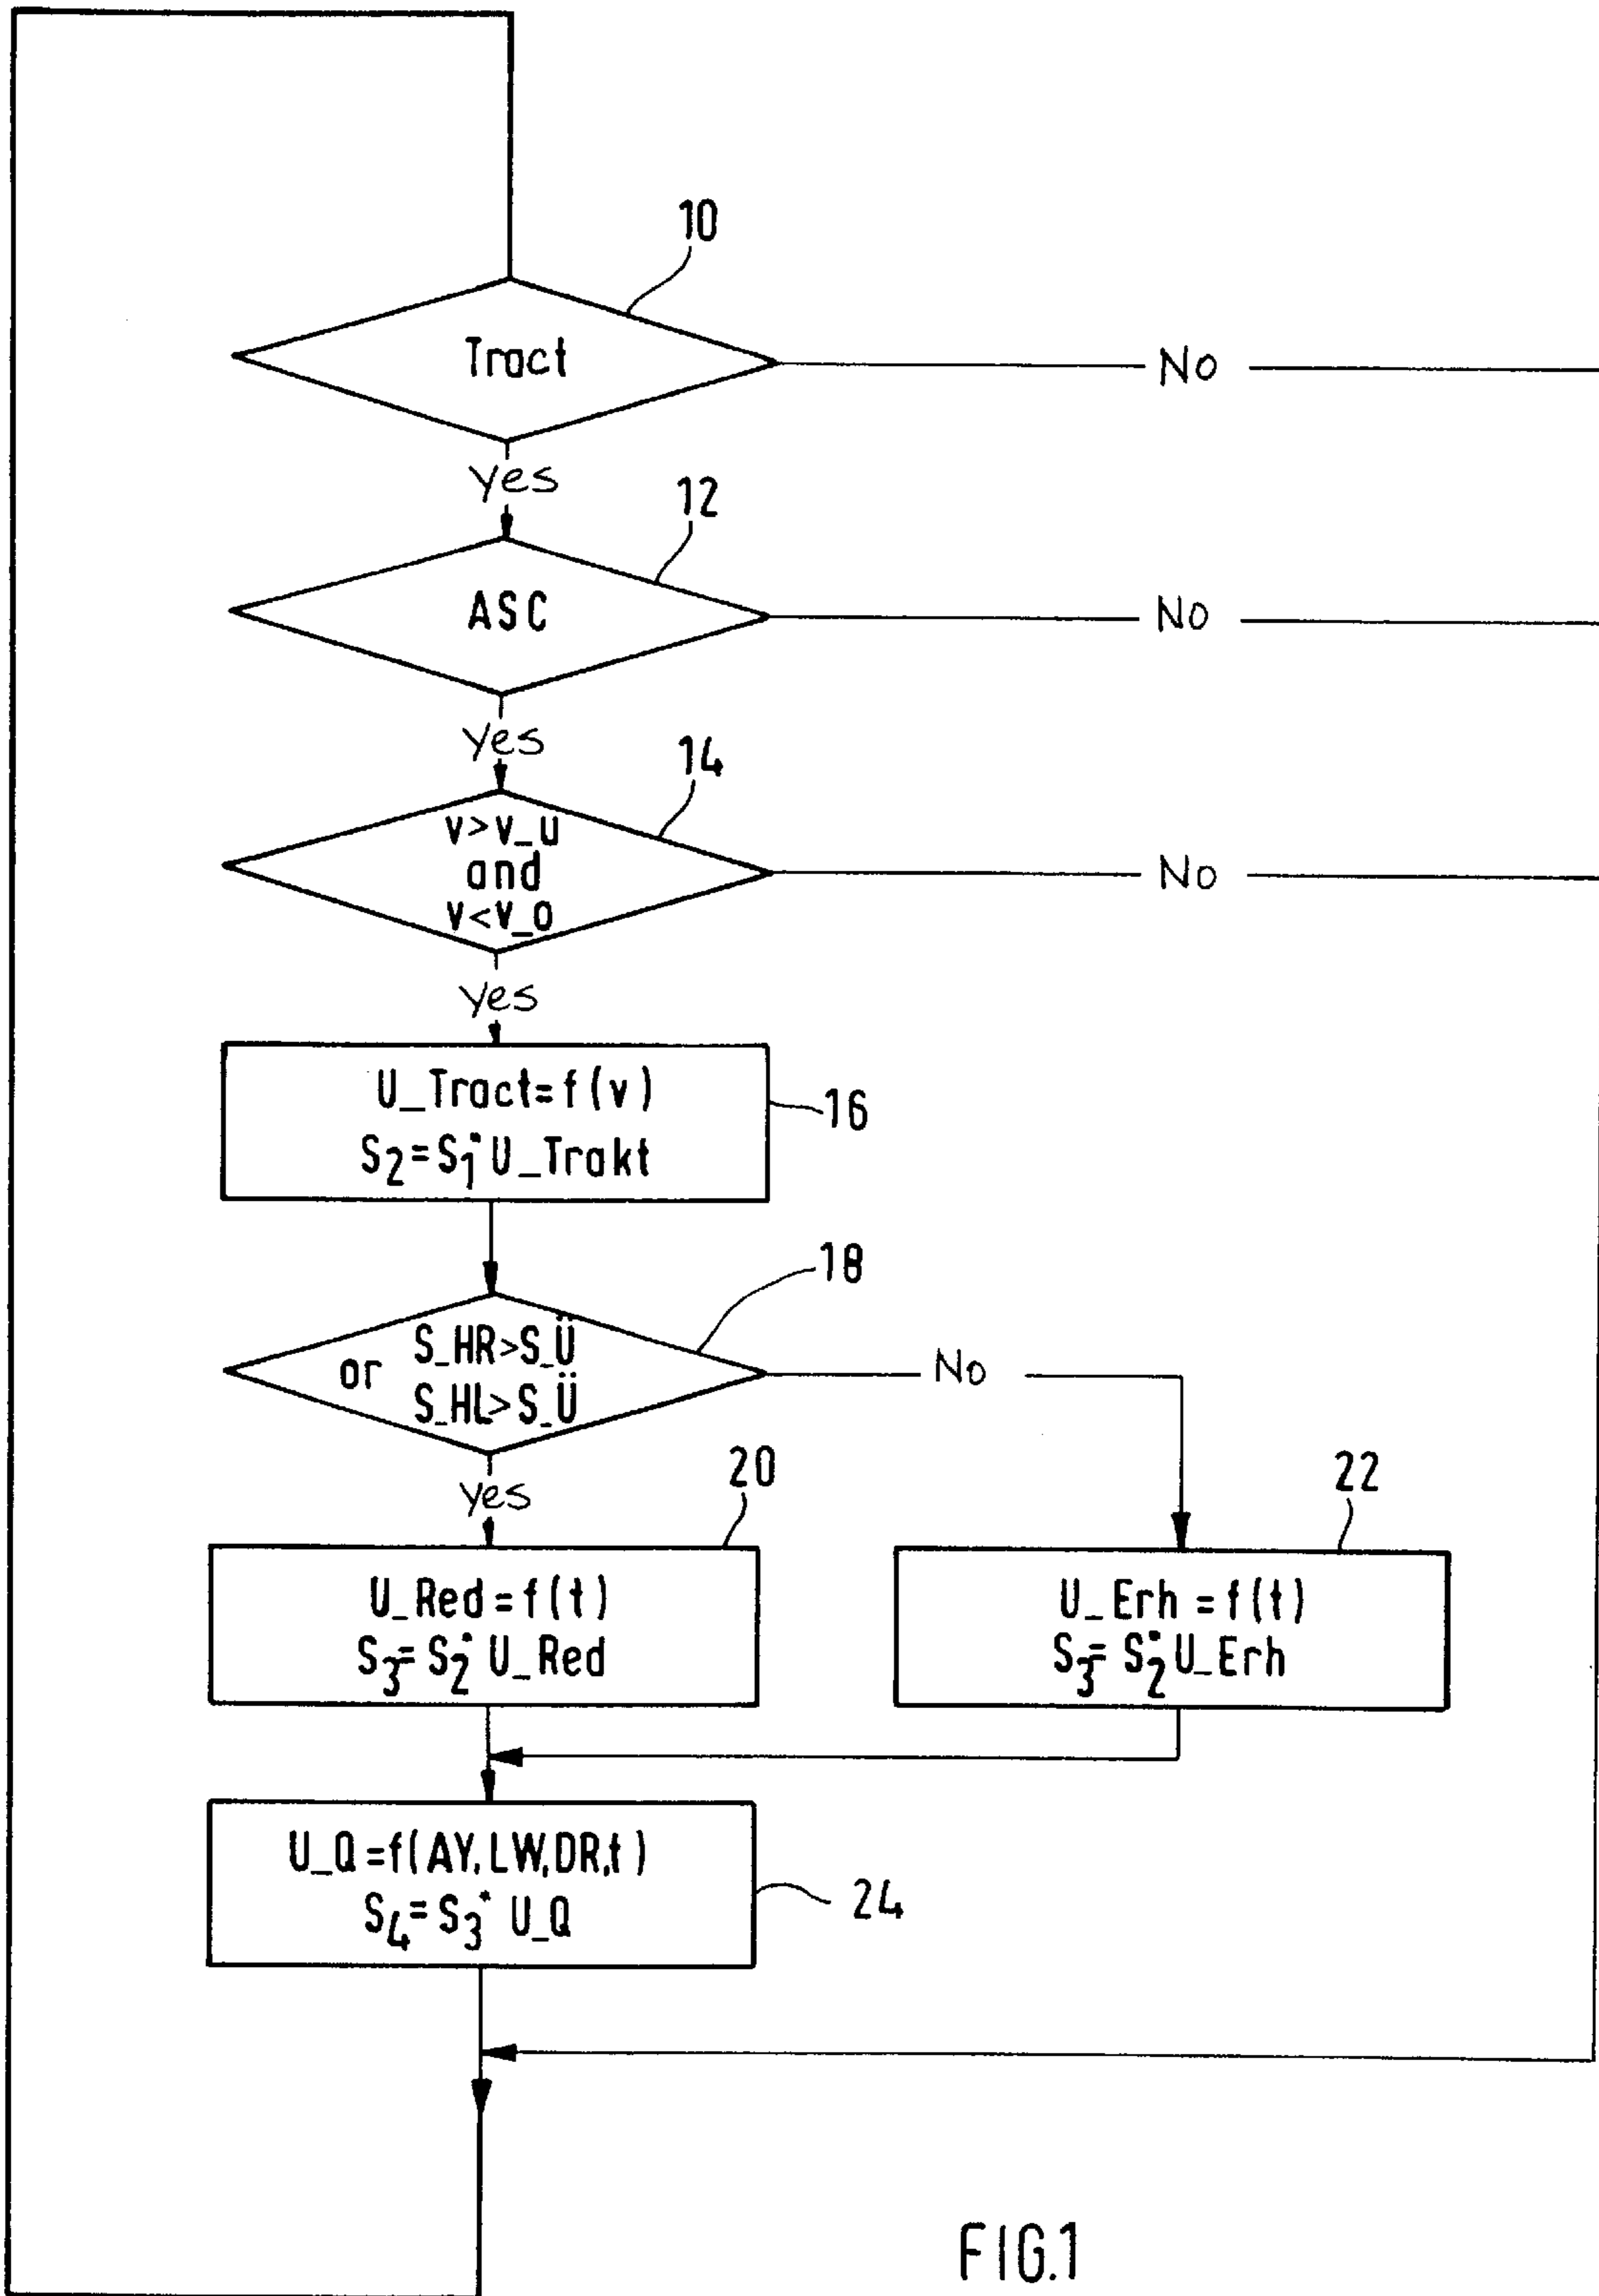 10
Tract
No
yes
12
ASC
No
yes
14
v>v_u
and
v<v_o
No
yes
U_Tract=f(v)
S2=S1*U_Trakt
16
18
S_HR>S_Ü
or
S_HL>S_Ü
No
yes
20
22
U_Red=f(t)
S3=S2*U_Red
U_Erh=f(t)
S3=S2*U_Erh
U_Q=f(AY,LW,DR,t)
S4=S3*U_Q
24
FIG.1